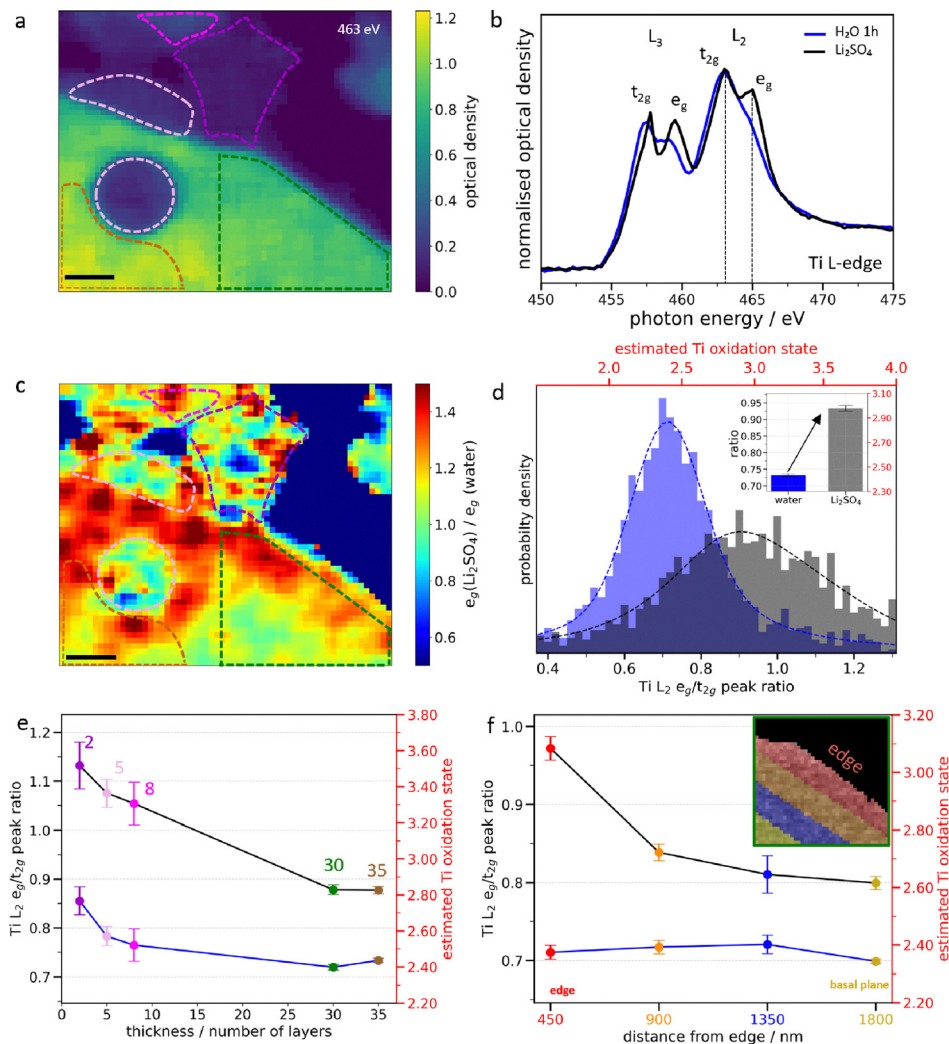 a
463 eV
1.2
1.0
0.8
0.6
0.4
0.2
0.0
optical density
b
H₂O 1h
Li₂SO₄
L₃
L₂
t₂g
e_g
t₂g
e_g
normalised optical density
Ti L-edge
450 455 460 465 470 475
photon energy / eV
c
1.4
1.2
1.0
0.8
0.6
e_g(Li₂SO₄) / e_g (water)
estimated Ti oxidation state
2.0 2.5 3.0 3.5 4.0
d
probability density
0.4 0.6 0.8 1.0 1.2
Ti L₂ e_g/t₂g peak ratio
ratio
0.95
0.90
0.85
0.80
0.75
0.70
3.10
2.90
2.70
2.50
2.30
water Li₂SO₄
e
Ti L₂ e_g/t₂g peak ratio
1.2
1.1
1.0
0.9
0.8
0.7
2
5
8
30
35
3.80
3.60
3.40
3.20
3.00
2.80
2.60
2.40
2.20
estimated Ti oxidation state
0 5 10 15 20 25 30 35
thickness / number of layers
f
Ti L₂ e_g/t₂g peak ratio
1.0
0.9
0.8
0.7
edge
edge
basal plane
3.20
3.00
2.80
2.60
2.40
2.20
estimated Ti oxidation state
450 900 1350 1800
distance from edge / nm